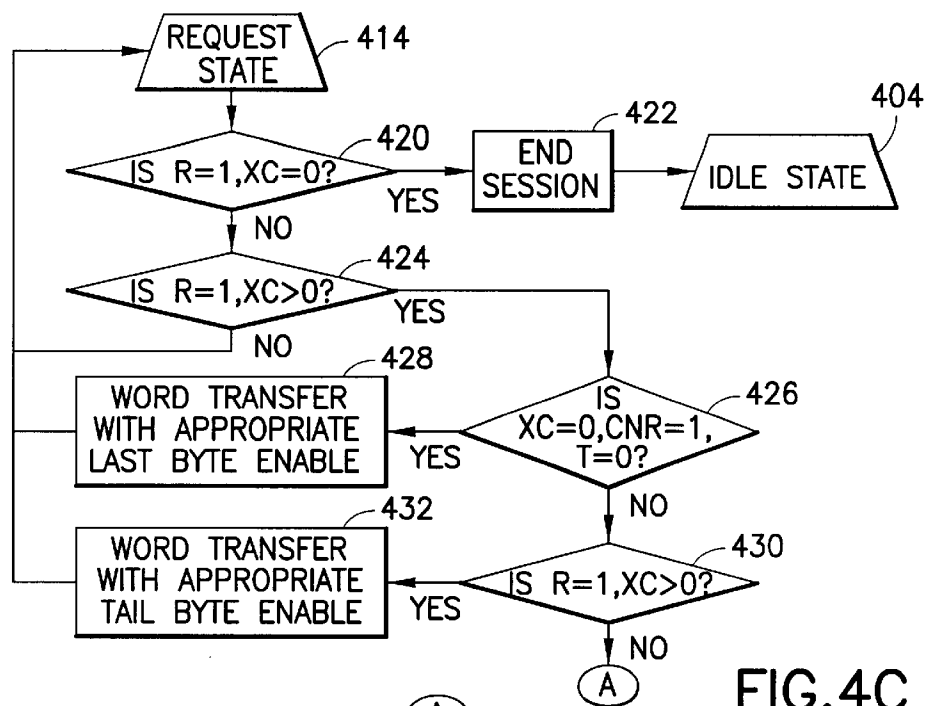 REQUEST
STATE
414
IS R=1,XC=0?
420
YES
END
SESSION
422
IDLE STATE
404
NO
IS R=1,XC>0?
424
YES
NO
WORD TRANSFER
WITH APPROPRIATE
LAST BYTE ENABLE
428
YES
IS
XC=0,CNR=1,
T=0?
426
NO
WORD TRANSFER
WITH APPROPRIATE
TAIL BYTE ENABLE
432
YES
IS R=1,XC>0?
430
NO
A
FIG.4C